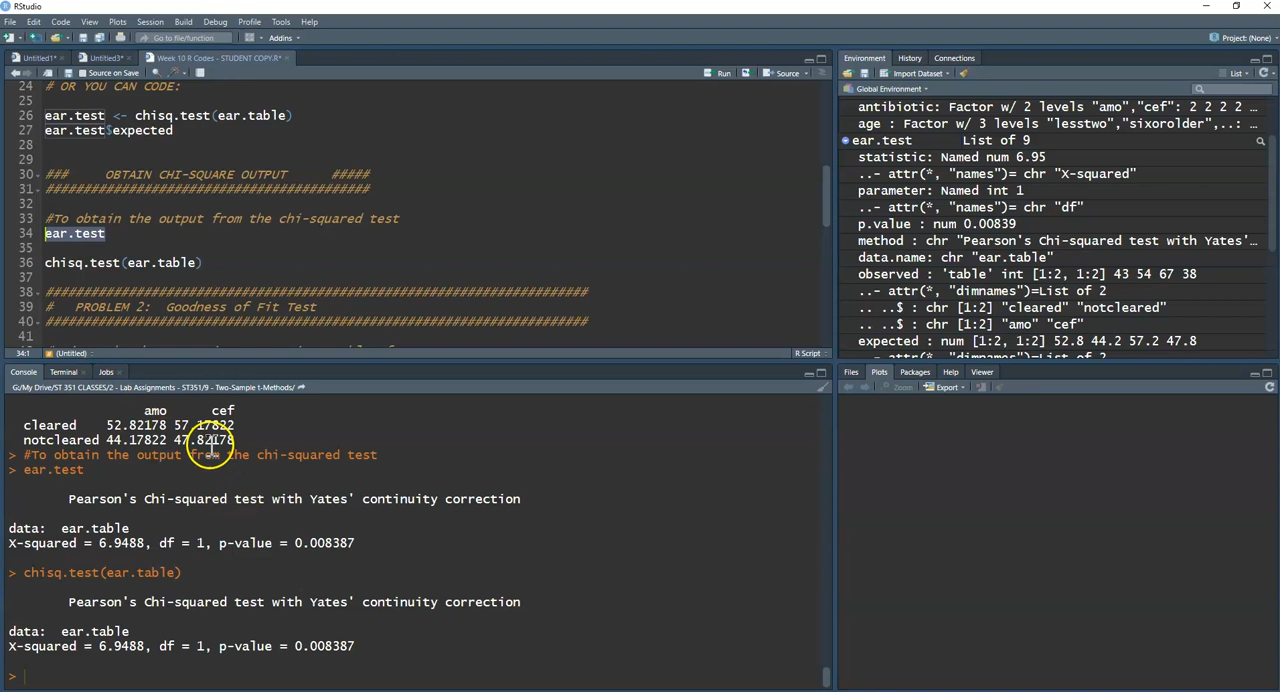 RStudio
File Edit Code View Plots Session Build Debug Profile Tools Help
Go to file/function Addins Project: (None)
Untitled1* Untitled3* Week 10 R Codes - STUDENT COPY.R*
Source on Save Run Source
24 # OR YOU CAN CODE:
25
26 ear.test <- chisq.test(ear.table)
27 ear.test$expected
28
29
30 ### OBTAIN CHI-SQUARE OUTPUT #####
31 ###########################################
32
33 #To obtain the output from the chi-squared test
34 ear.test
35
36 chisq.test(ear.table)
37
38 ########################################################################
39 # PROBLEM 2: Goodness of Fit Test
40 ########################################################################
41
34:1 (Untitled) R Script
Console Terminal Jobs
G:/My Drive/ST 351 CLASSES/2 - Lab Assignments - ST351/9 - Two-Sample t-Methods/
amo cef
cleared 52.82178 57.17822
notcleared 44.17822 47.82178
> #To obtain the output from the chi-squared test
> ear.test
Pearson's Chi-squared test with Yates' continuity correction
data: ear.table
X-squared = 6.9488, df = 1, p-value = 0.008387
> chisq.test(ear.table)
Pearson's Chi-squared test with Yates' continuity correction
data: ear.table
X-squared = 6.9488, df = 1, p-value = 0.008387
>
Environment History Connections
Import Dataset List
Global Environment
antibiotic: Factor w/ 2 levels "amo","cef": 2 2 2 2 …
age : Factor w/ 3 levels "lesstwo","sixorolder",..: …
ear.test List of 9
statistic: Named num 6.95
..- attr(*, "names")= chr "X-squared"
parameter: Named int 1
..- attr(*, "names")= chr "df"
p.value : num 0.00839
method : chr "Pearson's Chi-squared test with Yates'…
data.name: chr "ear.table"
observed : 'table' int [1:2, 1:2] 43 54 67 38
..- attr(*, "dimnames")=List of 2
.. ..$ : chr [1:2] "cleared" "notcleared"
.. ..$ : chr [1:2] "amo" "cef"
expected : num [1:2, 1:2] 52.8 44.2 57.2 47.8
Files Plots Packages Help Viewer
Zoom Export